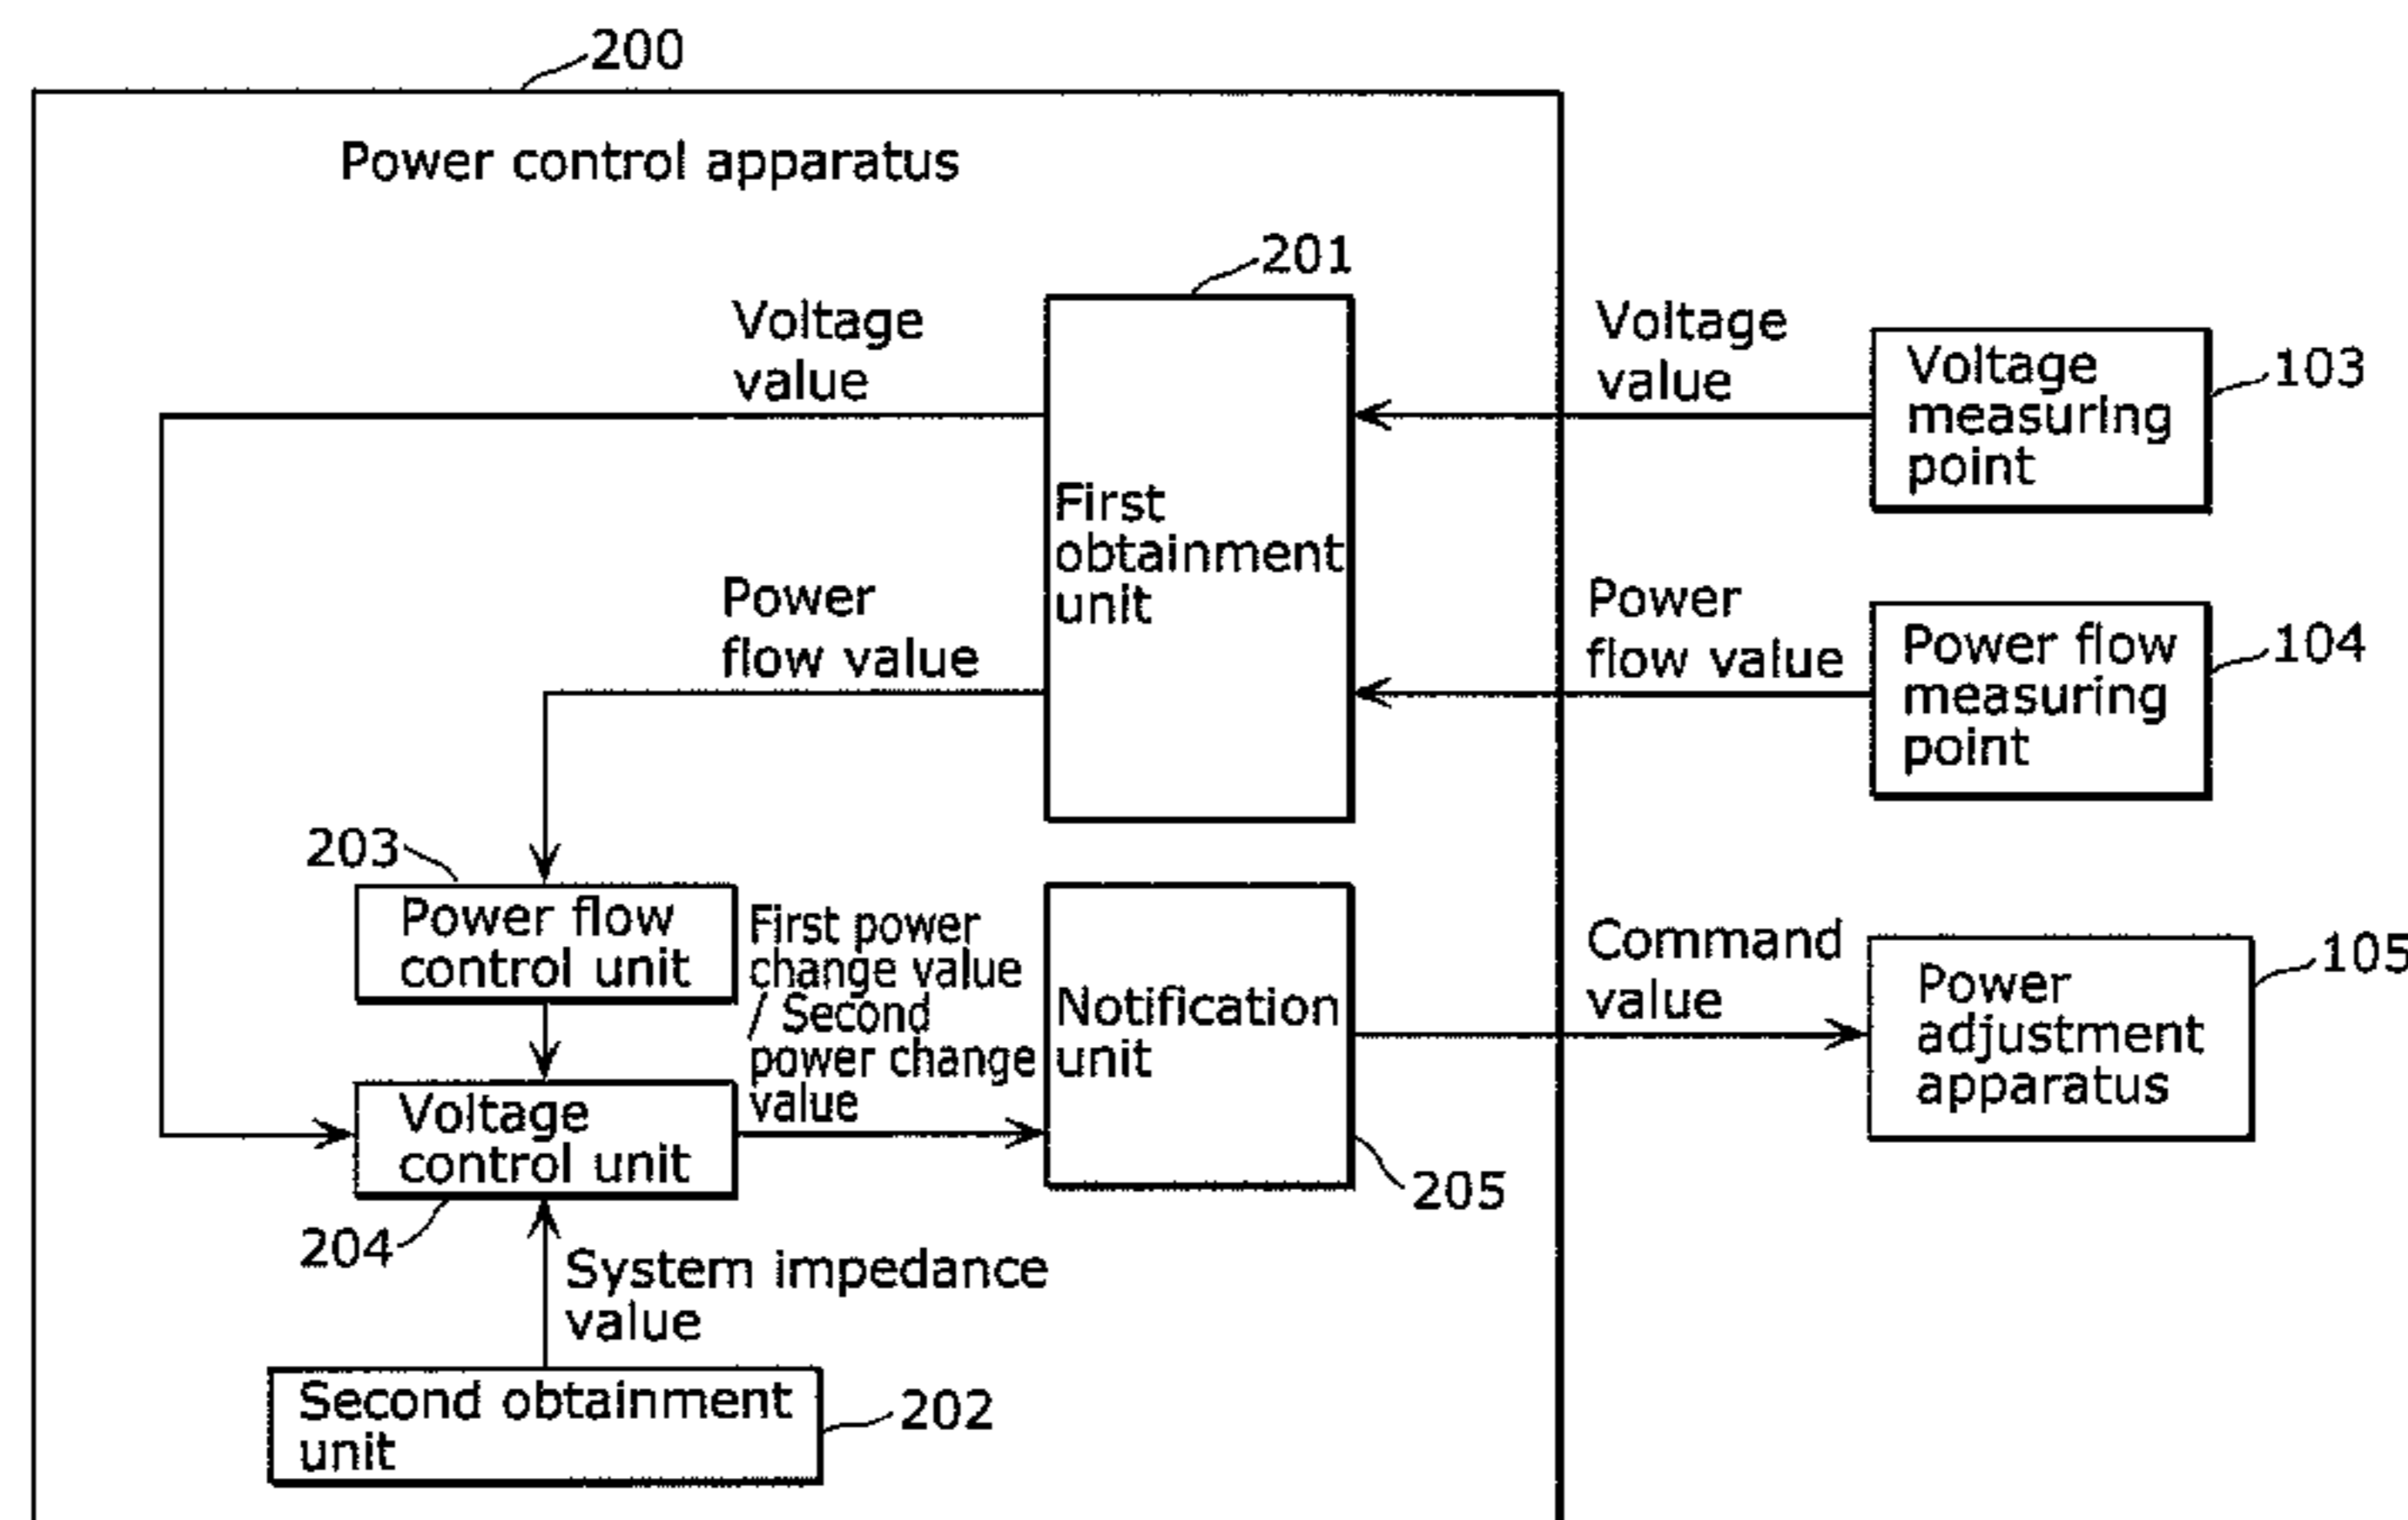 200
Power control apparatus
201
Voltage
value
Voltage
value
Voltage
measuring
point
103
First
obtainment
unit
Power
flow value
Power
flow value
Power flow
measuring
point
104
203
Power flow
control unit
First power
change value
/ Second
power change
value
Notification
unit
Command
value
Power
adjustment
apparatus
105
Voltage
control unit
204
205
System impedance
value
Second obtainment
unit
202